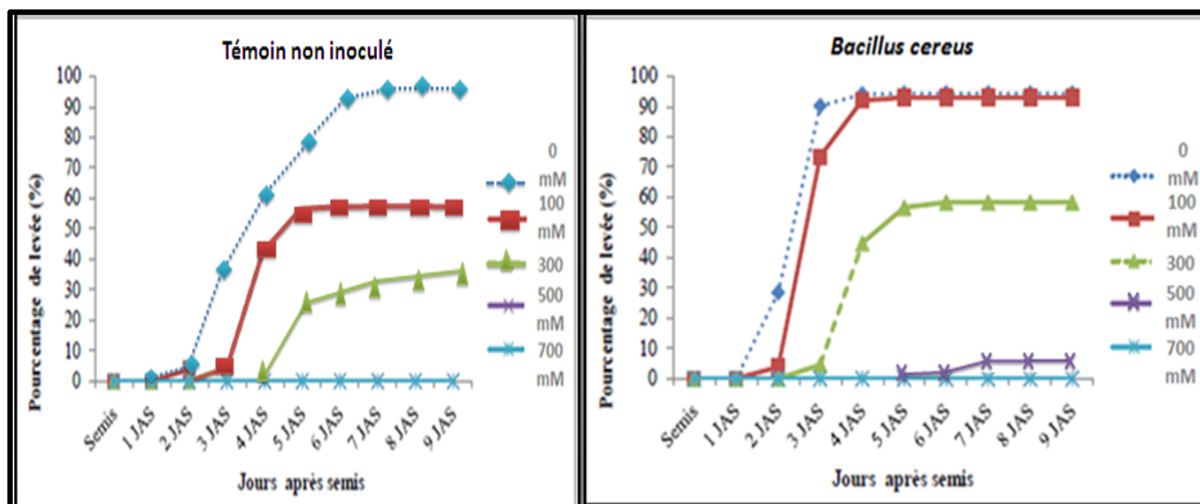 Témoin non inoculé
Pourcentage de levée (%)
100
90
80
70
60
50
40
30
20
10
0
Semis
1 JAS
2 JAS
3 JAS
4 JAS
5 JAS
6 JAS
7 JAS
8 JAS
9 JAS
Jours après semis
0
mM
100
mM
300
500
mM
700
mM
Bacillus cereus
Pourcentage de levée (%)
100
90
80
70
60
50
40
30
20
10
0
Semis
1 JAS
2 JAS
3 JAS
4 JAS
5 JAS
6 JAS
7 JAS
8 JAS
9 JAS
Jours après semis
0
mM
100
mM
300
500
mM
700
mM